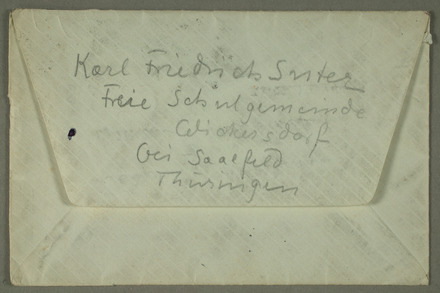 Karl Friedrich Suter
Freie Schulgemeinde
Wickersdorf
bei Saalfeld
Thüringen